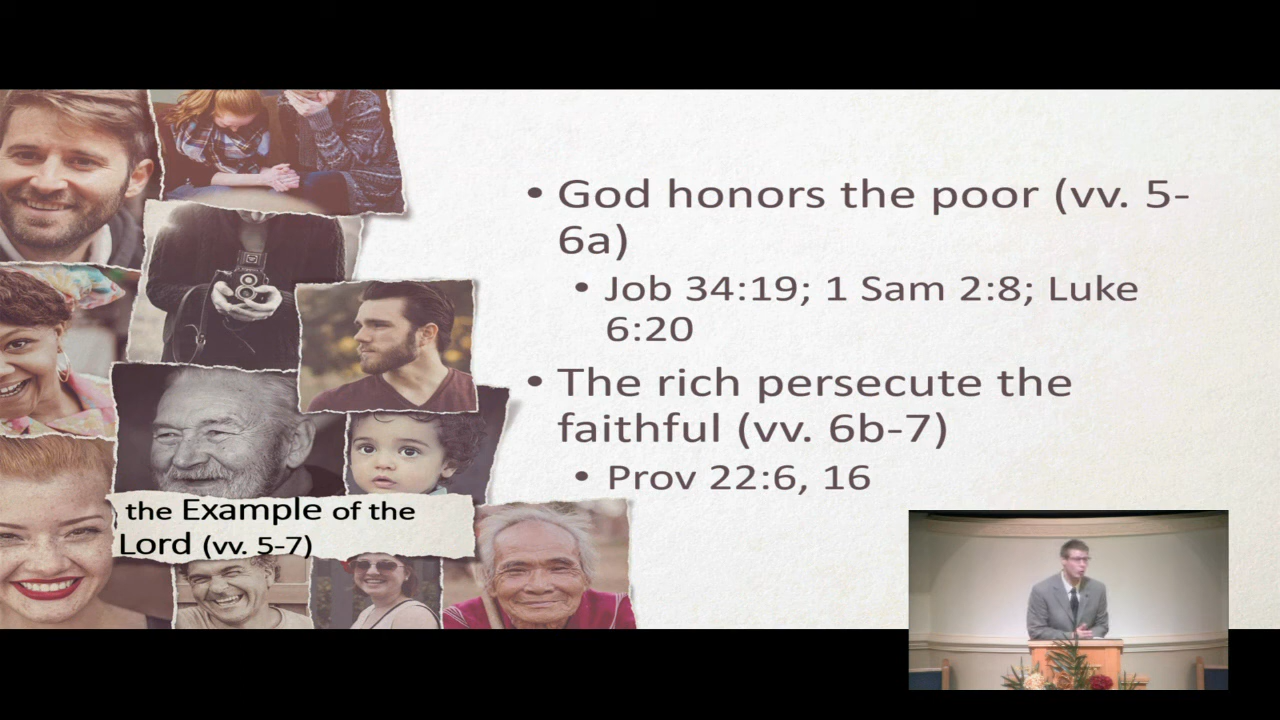 • God honors the poor (vv. 5-
6a)
• Job 34:19; 1 Sam 2:8; Luke
6:20
• The rich persecute the
faithful (vv. 6b-7)
• Prov 22:6, 16
the Example of the
Lord (vv. 5-7)